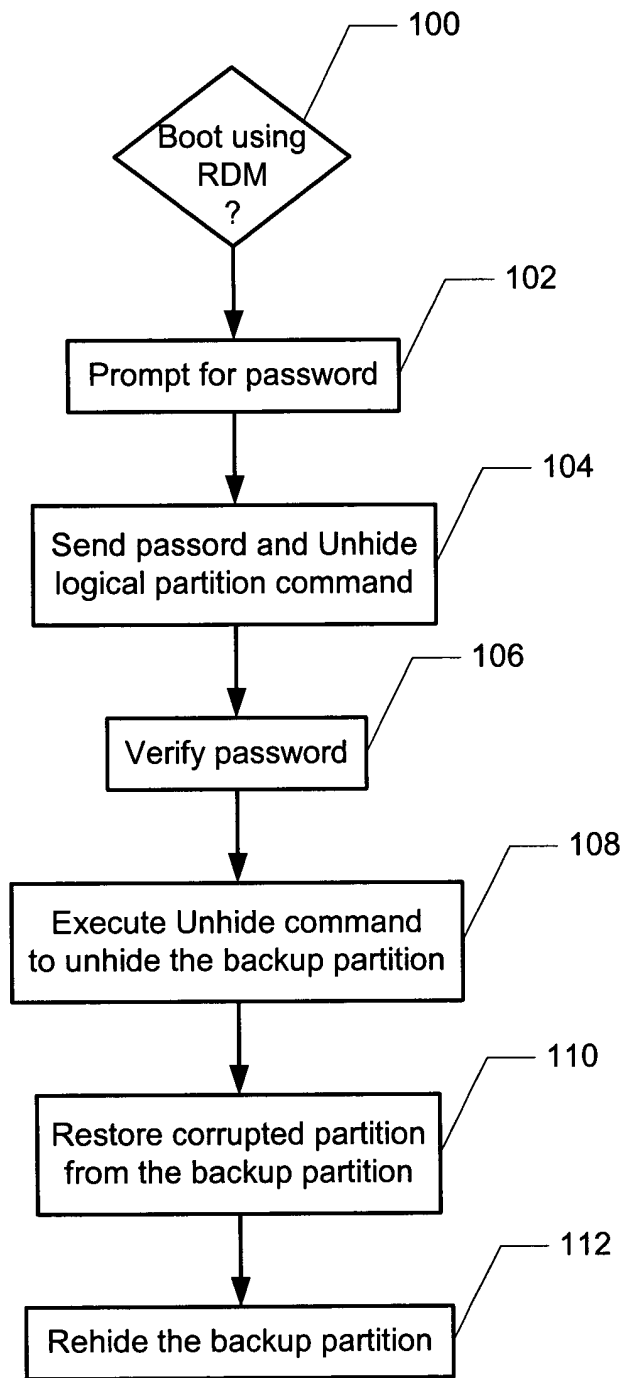 100
Boot using
RDM
?
102
Prompt for password
104
Send passord and Unhide
logical partition command
106
Verify password
108
Execute Unhide command
to unhide the backup partition
110
Restore corrupted partition
from the backup partition
112
Rehide the backup partition